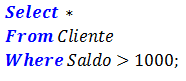 Select *
From Cliente
Where Saldo > 1000;